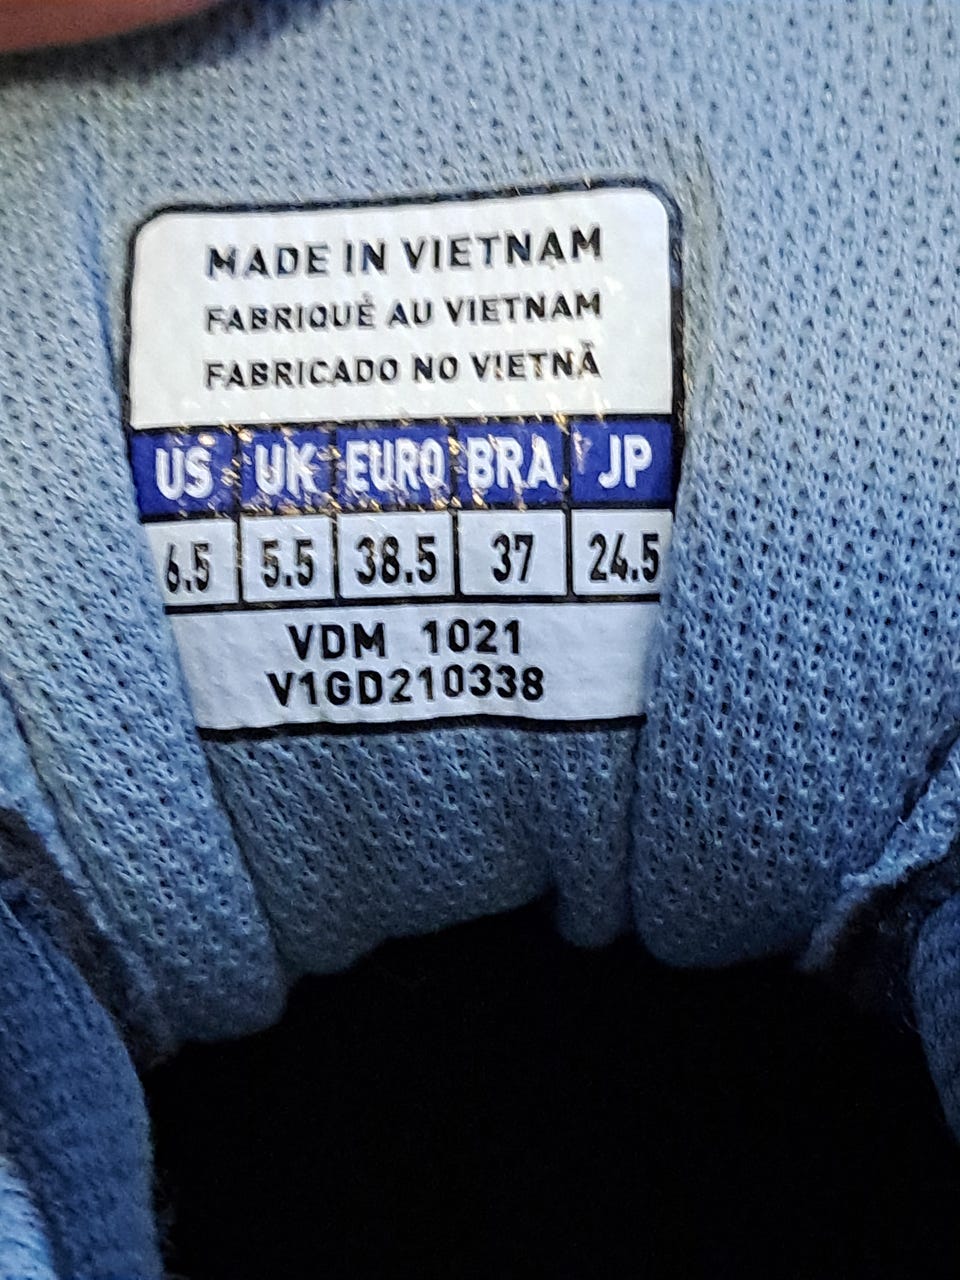 MADE IN VIETNAM
FABRIQUÉ AU VIETNAM
FABRICADO NO VIETNÃ
US UK EURO BRA JP
6.5 5.5 38.5 37 24.5
VDM 1021
V1GD210338